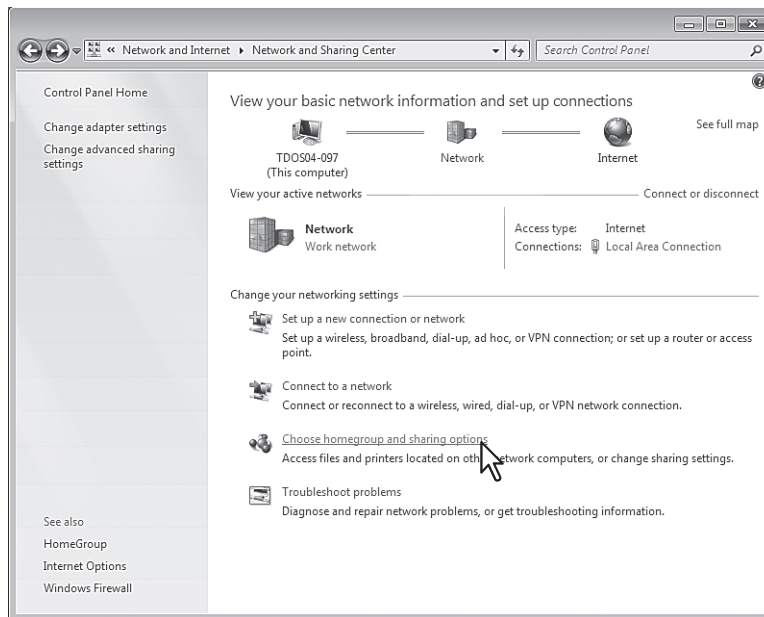 « Network and Internet ▸ Network and Sharing Center
Search Control Panel
Control Panel Home
Change adapter settings
Change advanced sharing
settings
View your basic network information and set up connections
See full map
TDOS04-097
(This computer)
Network
Internet
View your active networks
Connect or disconnect
Network
Work network
Access type: Internet
Connections: Local Area Connection
Change your networking settings
Set up a new connection or network
Set up a wireless, broadband, dial-up, ad hoc, or VPN connection; or set up a router or access
point.
Connect to a network
Connect or reconnect to a wireless, wired, dial-up, or VPN network connection.
Choose homegroup and sharing options
Access files and printers located on other network computers, or change sharing settings.
Troubleshoot problems
Diagnose and repair network problems, or get troubleshooting information.
See also
HomeGroup
Internet Options
Windows Firewall